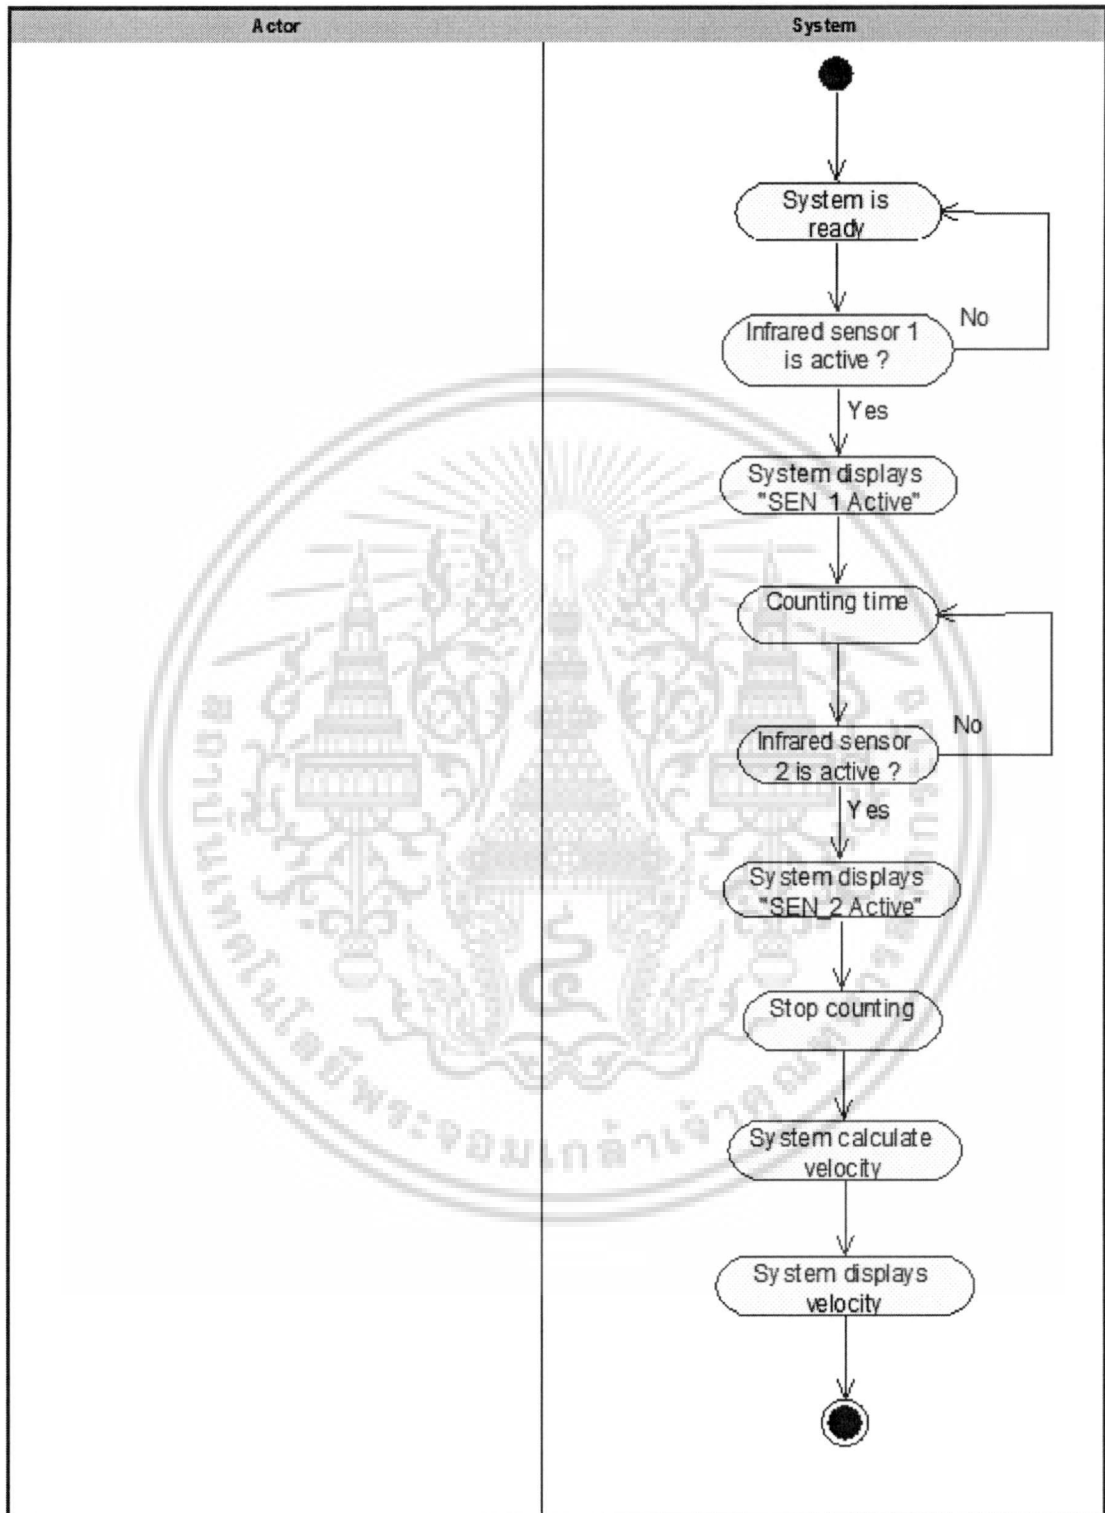 Actor
System
System is
ready
Infrared sensor 1
is active ?
No
Yes
System displays
"SEN_1 Active"
Counting time
Infrared sensor
2 is active ?
No
Yes
System displays
"SEN_2 Active"
Stop counting
System calculate
velocity
System displays
velocity